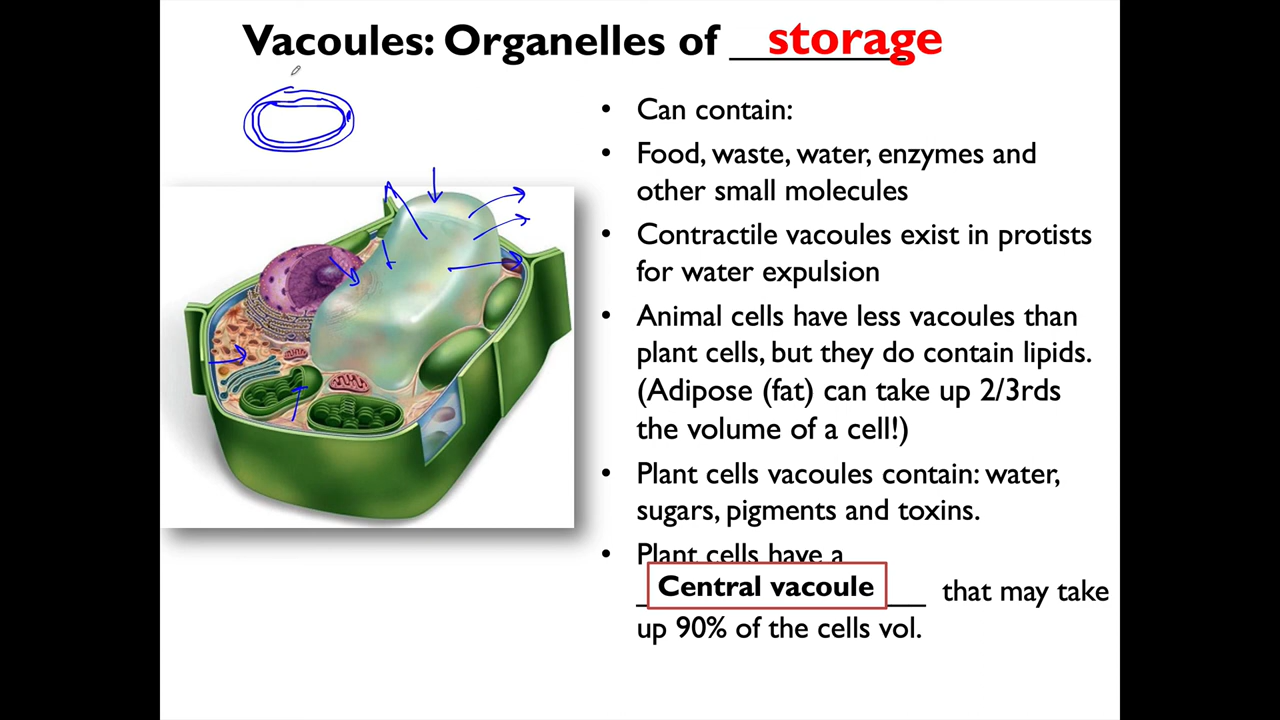 Vacoules: Organelles of storage
• Can contain:
• Food, waste, water, enzymes and
other small molecules
• Contractile vacoules exist in protists
for water expulsion
• Animal cells have less vacoules than
plant cells, but they do contain lipids.
(Adipose (fat) can take up 2/3rds
the volume of a cell!)
• Plant cells vacoules contain: water,
sugars, pigments and toxins.
• Plant cells have a
Central vacoule that may take
up 90% of the cells vol.